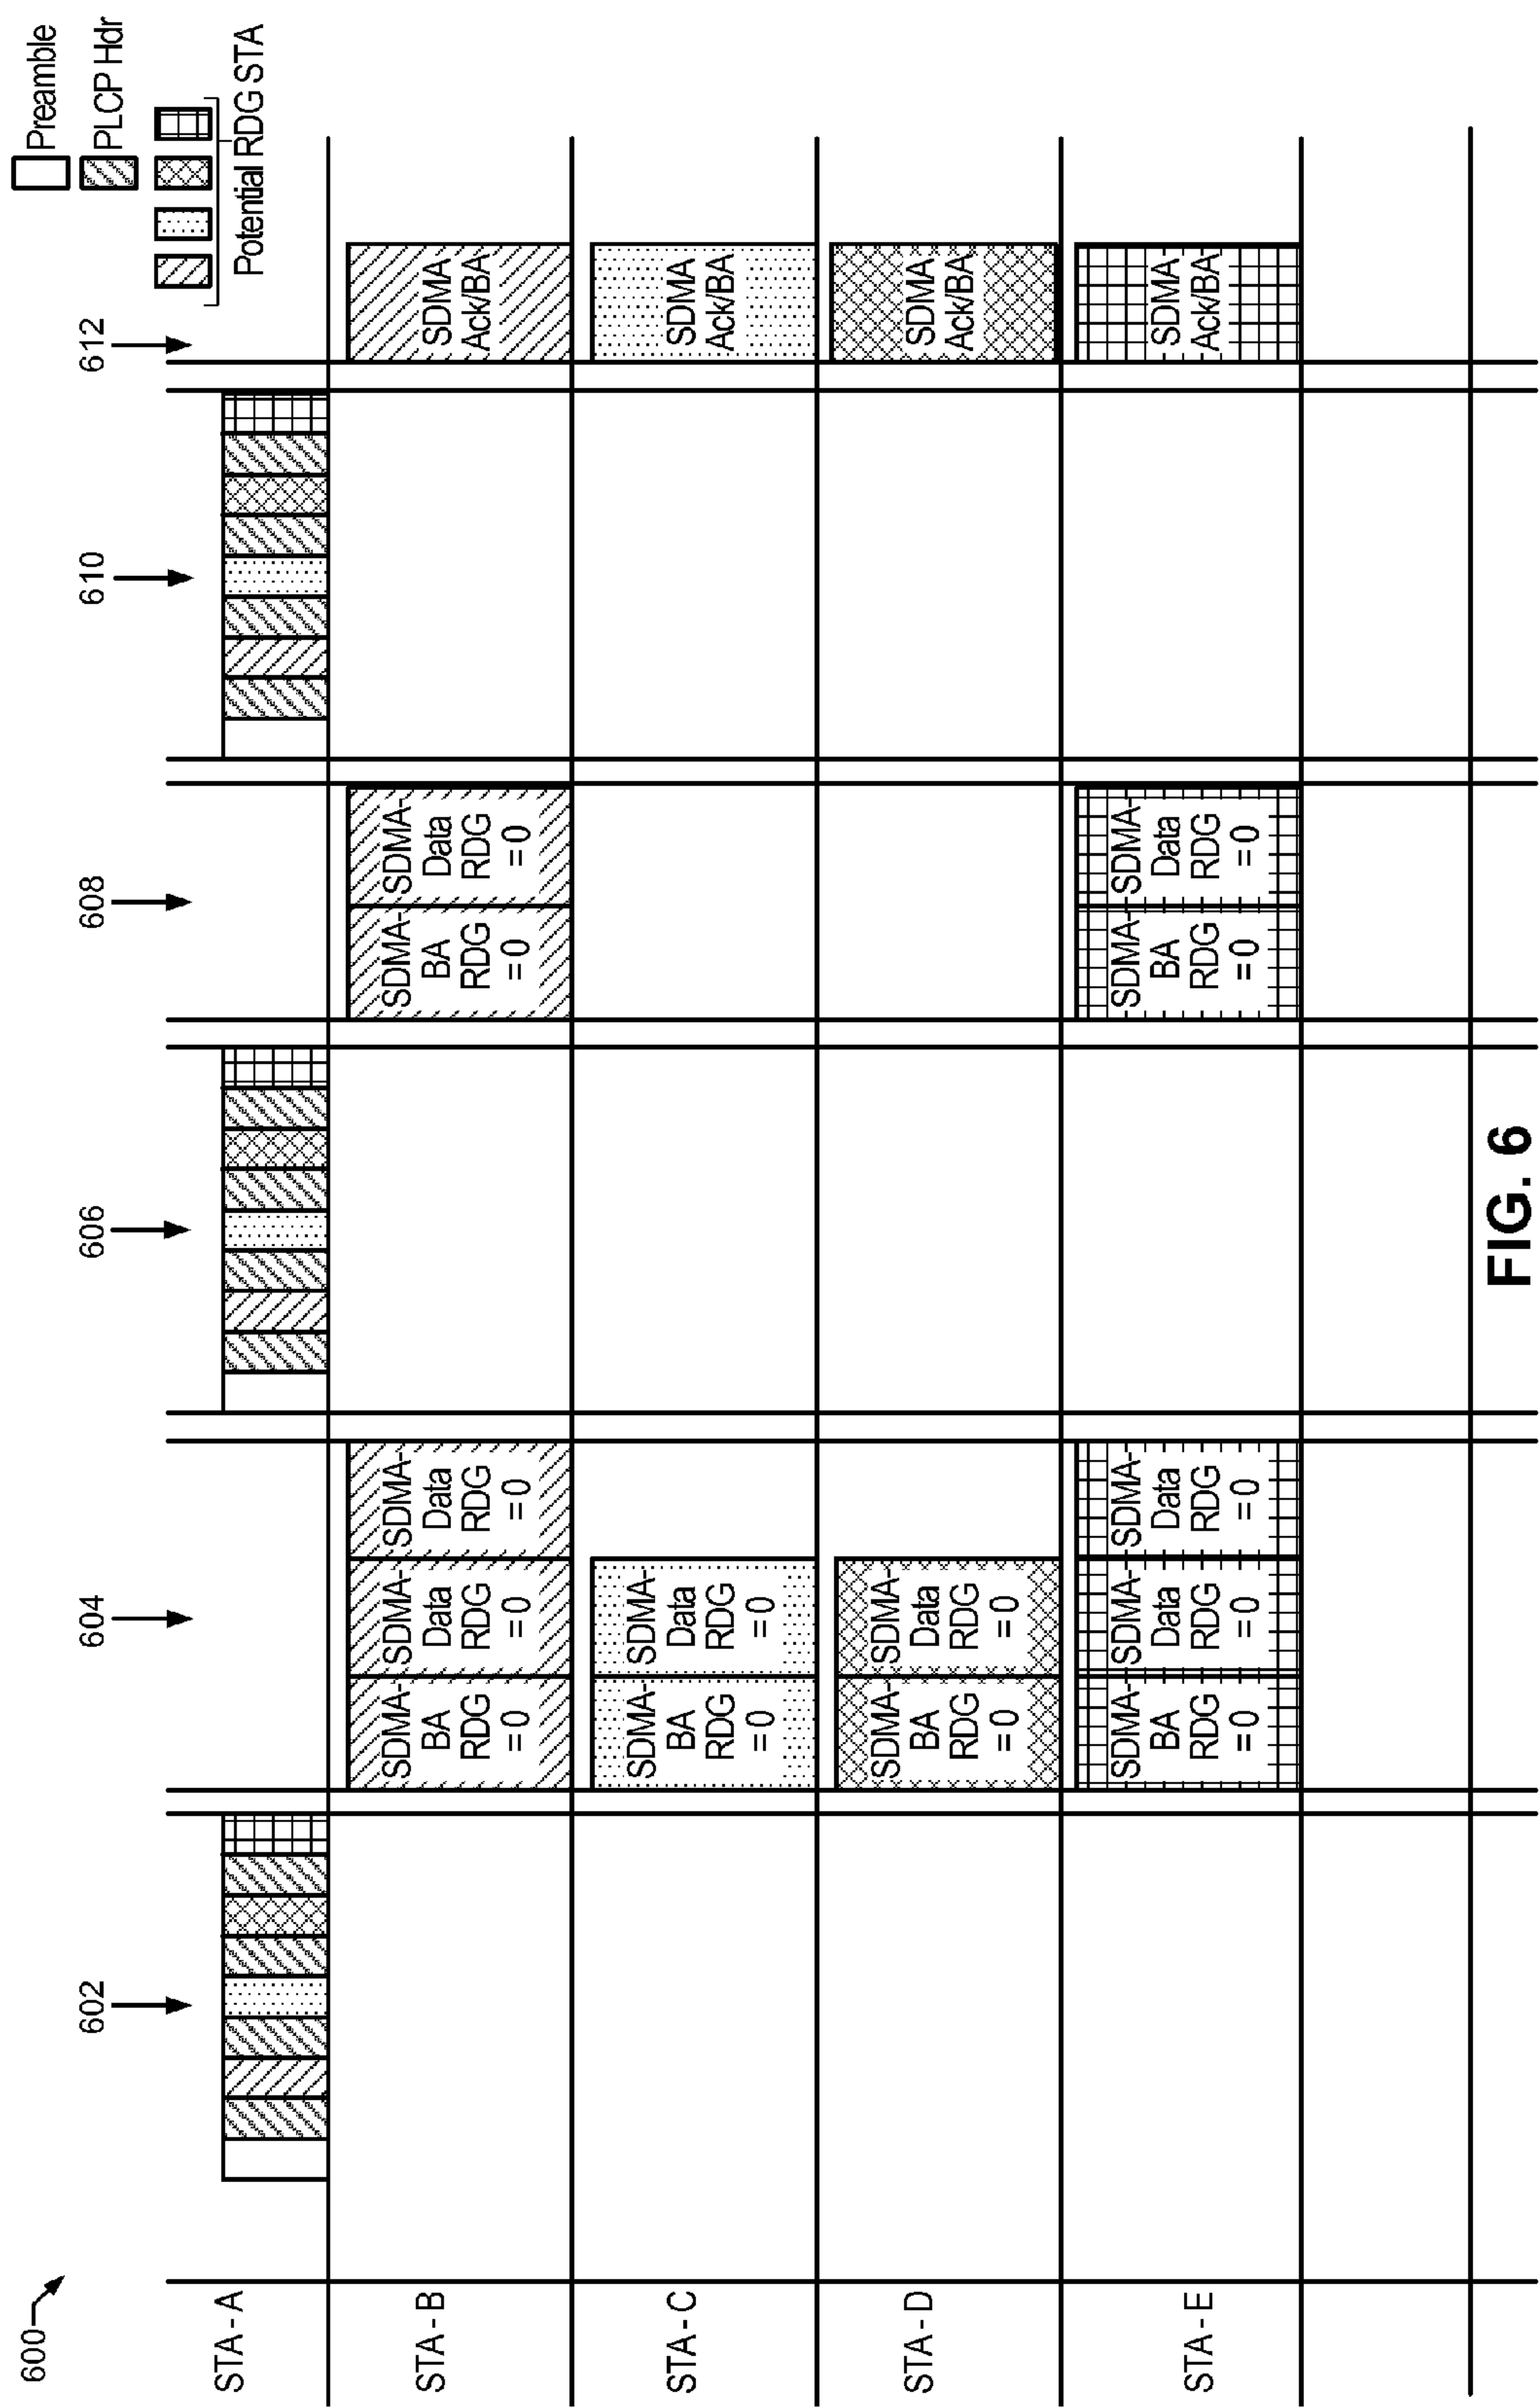 600
602
604
606
608
610
612
Preamble
PLCP Hdr
Potential RDG STA
STA - A
STA - B
SDMA-
BA
RDG
=0
SDMA-
Data
RDG
=0
SDMA-
Data
RDG
=0
SDMA-
BA
RDG
=0
SDMA-
Data
RDG
=0
SDMA
Ack/BA
STA - C
SDMA-
BA
RDG
=0
SDMA-
Data
RDG
=0
SDMA
Ack/BA
STA - D
SDMA-
BA
RDG
=0
SDMA-
Data
RDG
=0
SDMA
Ack/BA
STA - E
SDMA-
BA
RDG
=0
SDMA-
Data
RDG
=0
SDMA-
Data
RDG
=0
SDMA-
BA
RDG
=0
SDMA-
Data
RDG
=0
SDMA
Ack/BA
FIG. 6